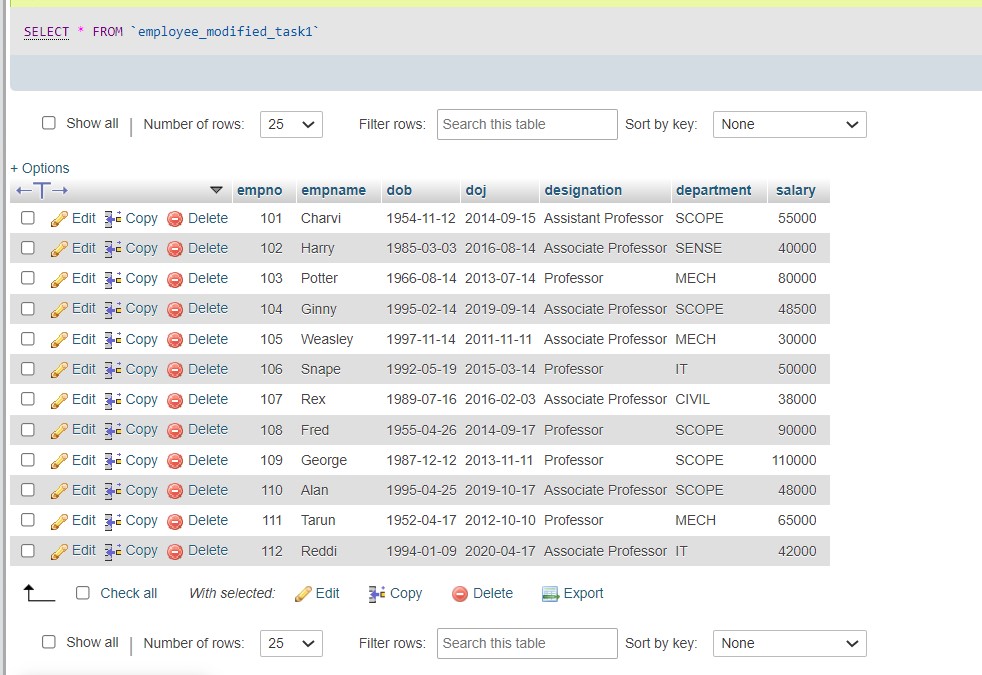 SELECT * FROM `employee_modified_task1`
Show all | Number of rows: 25 Filter rows: Search this table Sort by key: None
+ Options
←T→ empno empname dob doj designation department salary
Edit Copy Delete 101 Charvi 1954-11-12 2014-09-15 Assistant Professor SCOPE 55000
Edit Copy Delete 102 Harry 1985-03-03 2016-08-14 Associate Professor SENSE 40000
Edit Copy Delete 103 Potter 1966-08-14 2013-07-14 Professor MECH 80000
Edit Copy Delete 104 Ginny 1995-02-14 2019-09-14 Associate Professor SCOPE 48500
Edit Copy Delete 105 Weasley 1997-11-14 2011-11-11 Associate Professor MECH 30000
Edit Copy Delete 106 Snape 1992-05-19 2015-03-14 Professor IT 50000
Edit Copy Delete 107 Rex 1989-07-16 2016-02-03 Associate Professor CIVIL 38000
Edit Copy Delete 108 Fred 1955-04-26 2014-09-17 Professor SCOPE 90000
Edit Copy Delete 109 George 1987-12-12 2013-11-11 Professor SCOPE 110000
Edit Copy Delete 110 Alan 1995-04-25 2019-10-17 Associate Professor SCOPE 48000
Edit Copy Delete 111 Tarun 1952-04-17 2012-10-10 Professor MECH 65000
Edit Copy Delete 112 Reddi 1994-01-09 2020-04-17 Associate Professor IT 42000
Check all With selected: Edit Copy Delete Export
Show all | Number of rows: 25 Filter rows: Search this table Sort by key: None